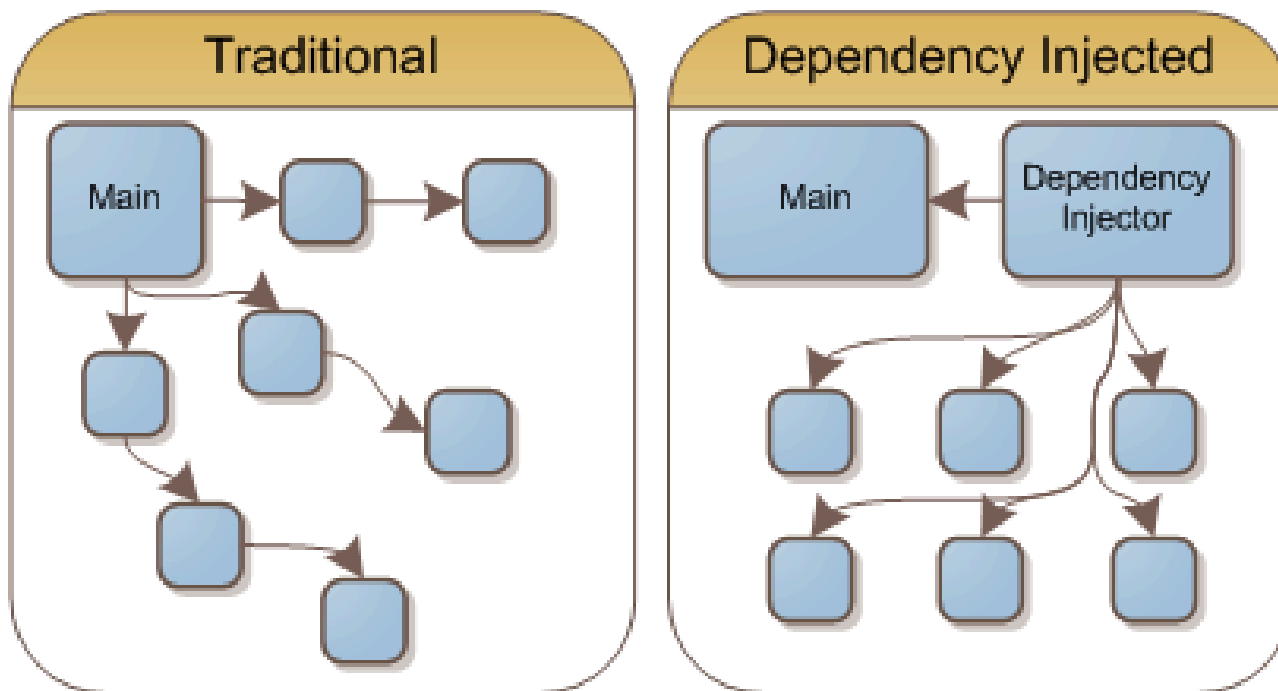 Traditional
Main
Dependency Injected
Main
Dependency
Injector